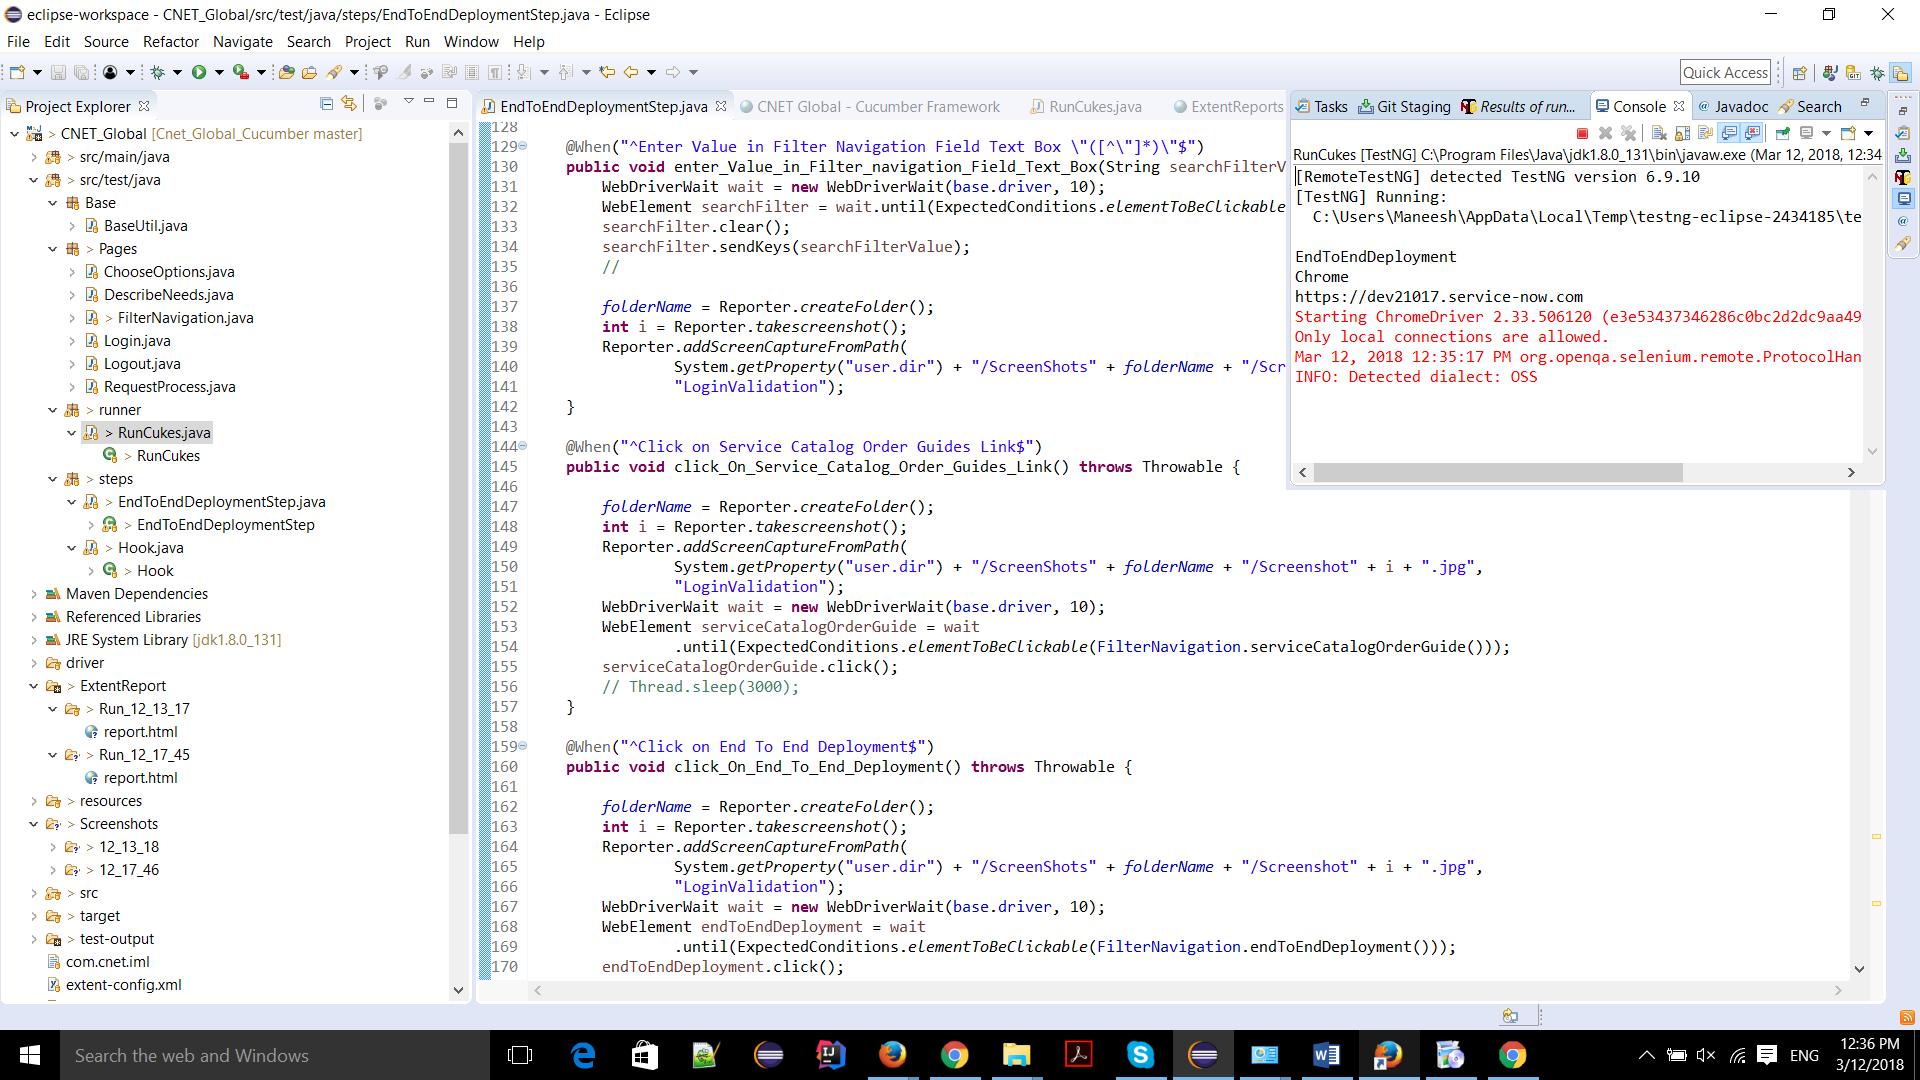 eclipse-workspace - CNET_Global/src/test/java/steps/EndToEndDeploymentStep.java - Eclipse
File Edit Source Refactor Navigate Search Project Run Window Help
Quick Access
Project Explorer
CNET_Global [Cnet_Global_Cucumber master]
> src/main/java
> src/test/java
Base
BaseUtil.java
> Pages
ChooseOptions.java
DescribeNeeds.java
> FilterNavigation.java
Login.java
Logout.java
RequestProcess.java
> runner
> RunCukes.java
> RunCukes
> steps
> EndToEndDeploymentStep.java
> EndToEndDeploymentStep
> Hook.java
> Hook
Maven Dependencies
Referenced Libraries
JRE System Library [jdk1.8.0_131]
driver
> ExtentReport
> Run_12_13_17
report.html
> Run_12_17_45
report.html
> resources
> Screenshots
> 12_13_18
> 12_17_46
> src
> target
> test-output
com.cnet.iml
extent-config.xml
EndToEndDeploymentStep.java CNET Global - Cucumber Framework RunCukes.java ExtentReports
128
129 @When("^Enter Value in Filter Navigation Field Text Box \"([^\"]*)\"$")
130 public void enter_Value_in_Filter_navigation_Field_Text_Box(String searchFilterV
131 WebDriverWait wait = new WebDriverWait(base.driver, 10);
132 WebElement searchFilter = wait.until(ExpectedConditions.elementToBeClickable
133 searchFilter.clear();
134 searchFilter.sendKeys(searchFilterValue);
135 //
136
137 folderName = Reporter.createFolder();
138 int i = Reporter.takescreenshot();
139 Reporter.addScreenCaptureFromPath(
140 System.getProperty("user.dir") + "/ScreenShots" + folderName + "/Scr
141 "LoginValidation");
142 }
143
144 @When("^Click on Service Catalog Order Guides Link$")
145 public void click_On_Service_Catalog_Order_Guides_Link() throws Throwable {
146
147 folderName = Reporter.createFolder();
148 int i = Reporter.takescreenshot();
149 Reporter.addScreenCaptureFromPath(
150 System.getProperty("user.dir") + "/ScreenShots" + folderName + "/Screenshot" + i + ".jpg",
151 "LoginValidation");
152 WebDriverWait wait = new WebDriverWait(base.driver, 10);
153 WebElement serviceCatalogOrderGuide = wait
154 .until(ExpectedConditions.elementToBeClickable(FilterNavigation.serviceCatalogOrderGuide()));
155 serviceCatalogOrderGuide.click();
156 // Thread.sleep(3000);
157 }
158
159 @When("^Click on End To End Deployment$")
160 public void click_On_End_To_End_Deployment() throws Throwable {
161
162 folderName = Reporter.createFolder();
163 int i = Reporter.takescreenshot();
164 Reporter.addScreenCaptureFromPath(
165 System.getProperty("user.dir") + "/ScreenShots" + folderName + "/Screenshot" + i + ".jpg",
166 "LoginValidation");
167 WebDriverWait wait = new WebDriverWait(base.driver, 10);
168 WebElement endToEndDeployment = wait
169 .until(ExpectedConditions.elementToBeClickable(FilterNavigation.endToEndDeployment()));
170 endToEndDeployment.click();
Tasks Git Staging Results of run... Console Javadoc Search
RunCukes [TestNG] C:\Program Files\Java\jdk1.8.0_131\bin\javaw.exe (Mar 12, 2018, 12:34
[RemoteTestNG] detected TestNG version 6.9.10
[TestNG] Running:
C:\Users\Maneesh\AppData\Local\Temp\testng-eclipse-2434185\te
EndToEndDeployment
Chrome
https://dev21017.service-now.com
Starting ChromeDriver 2.33.506120 (e3e53437346286c0bc2d2dc9aa49
Only local connections are allowed.
Mar 12, 2018 12:35:17 PM org.openqa.selenium.remote.ProtocolHan
INFO: Detected dialect: OSS
Search the web and Windows
ENG
12:36 PM
3/12/2018